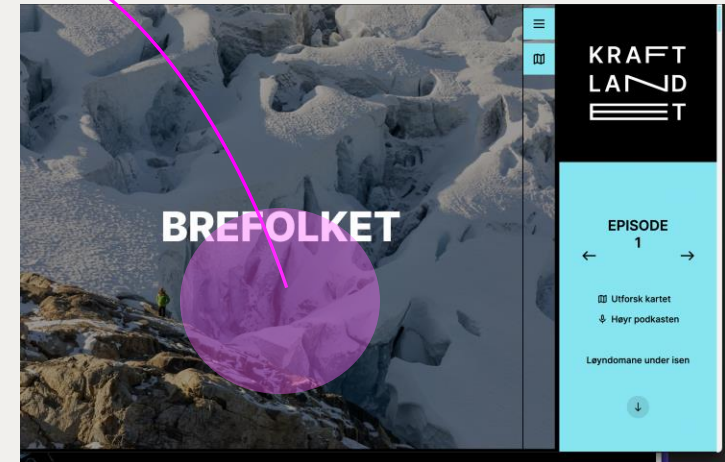 BREFOLKET
KRAFT
LAND
ET
EPISODE
1
Utforsk kartet
Høyr podkasten
Løyndomane under isen